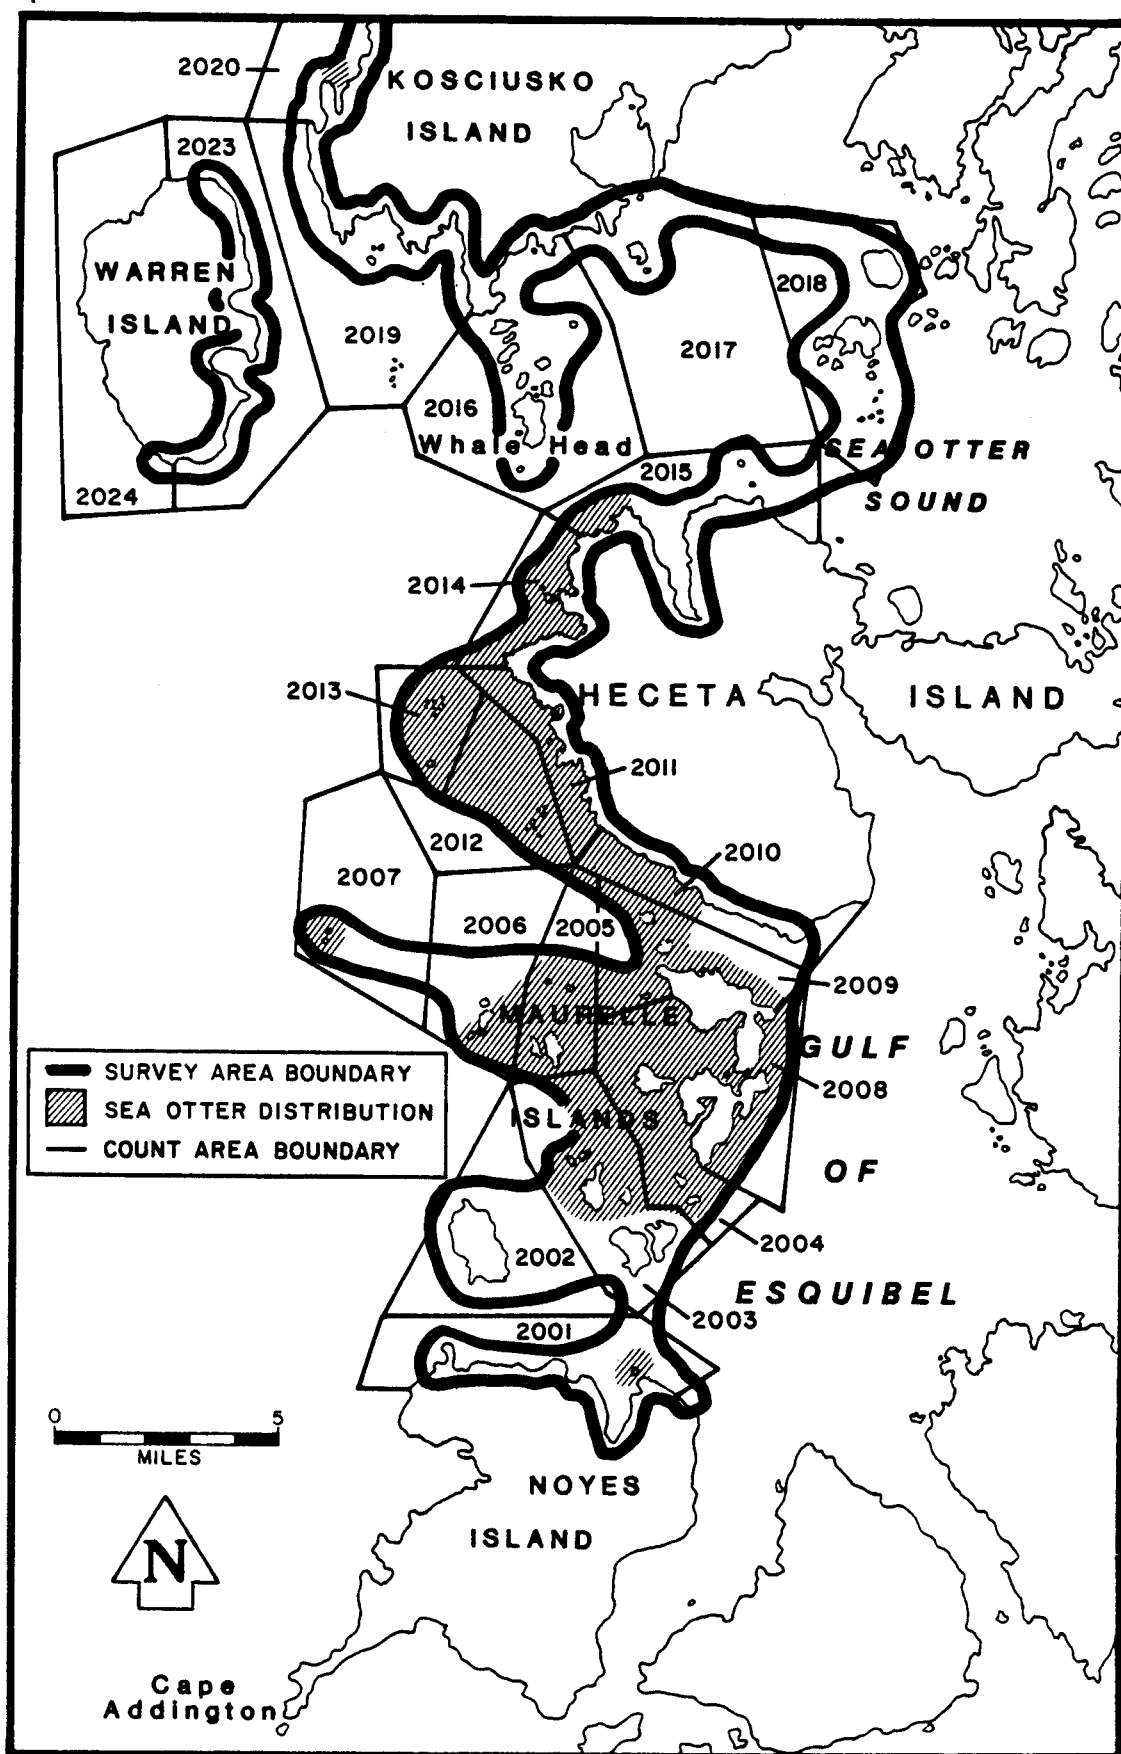 2020
KOSCIUSKO
ISLAND
2023
WARREN
ISLAND
2018
2019
2017
2016
Whale Head
SEA OTTER
2015
2024
SOUND
2014
2013
HECETA
ISLAND
2011
2012
2010
2007
2006
2005
2009
MAURELLE
GULF
SURVEY AREA BOUNDARY
2008
SEA OTTER DISTRIBUTION
ISLANDS
COUNT AREA BOUNDARY
OF
2004
2002
ESQUIBEL
2003
2001
0 5
MILES
NOYES
ISLAND
N
Cape
Addington